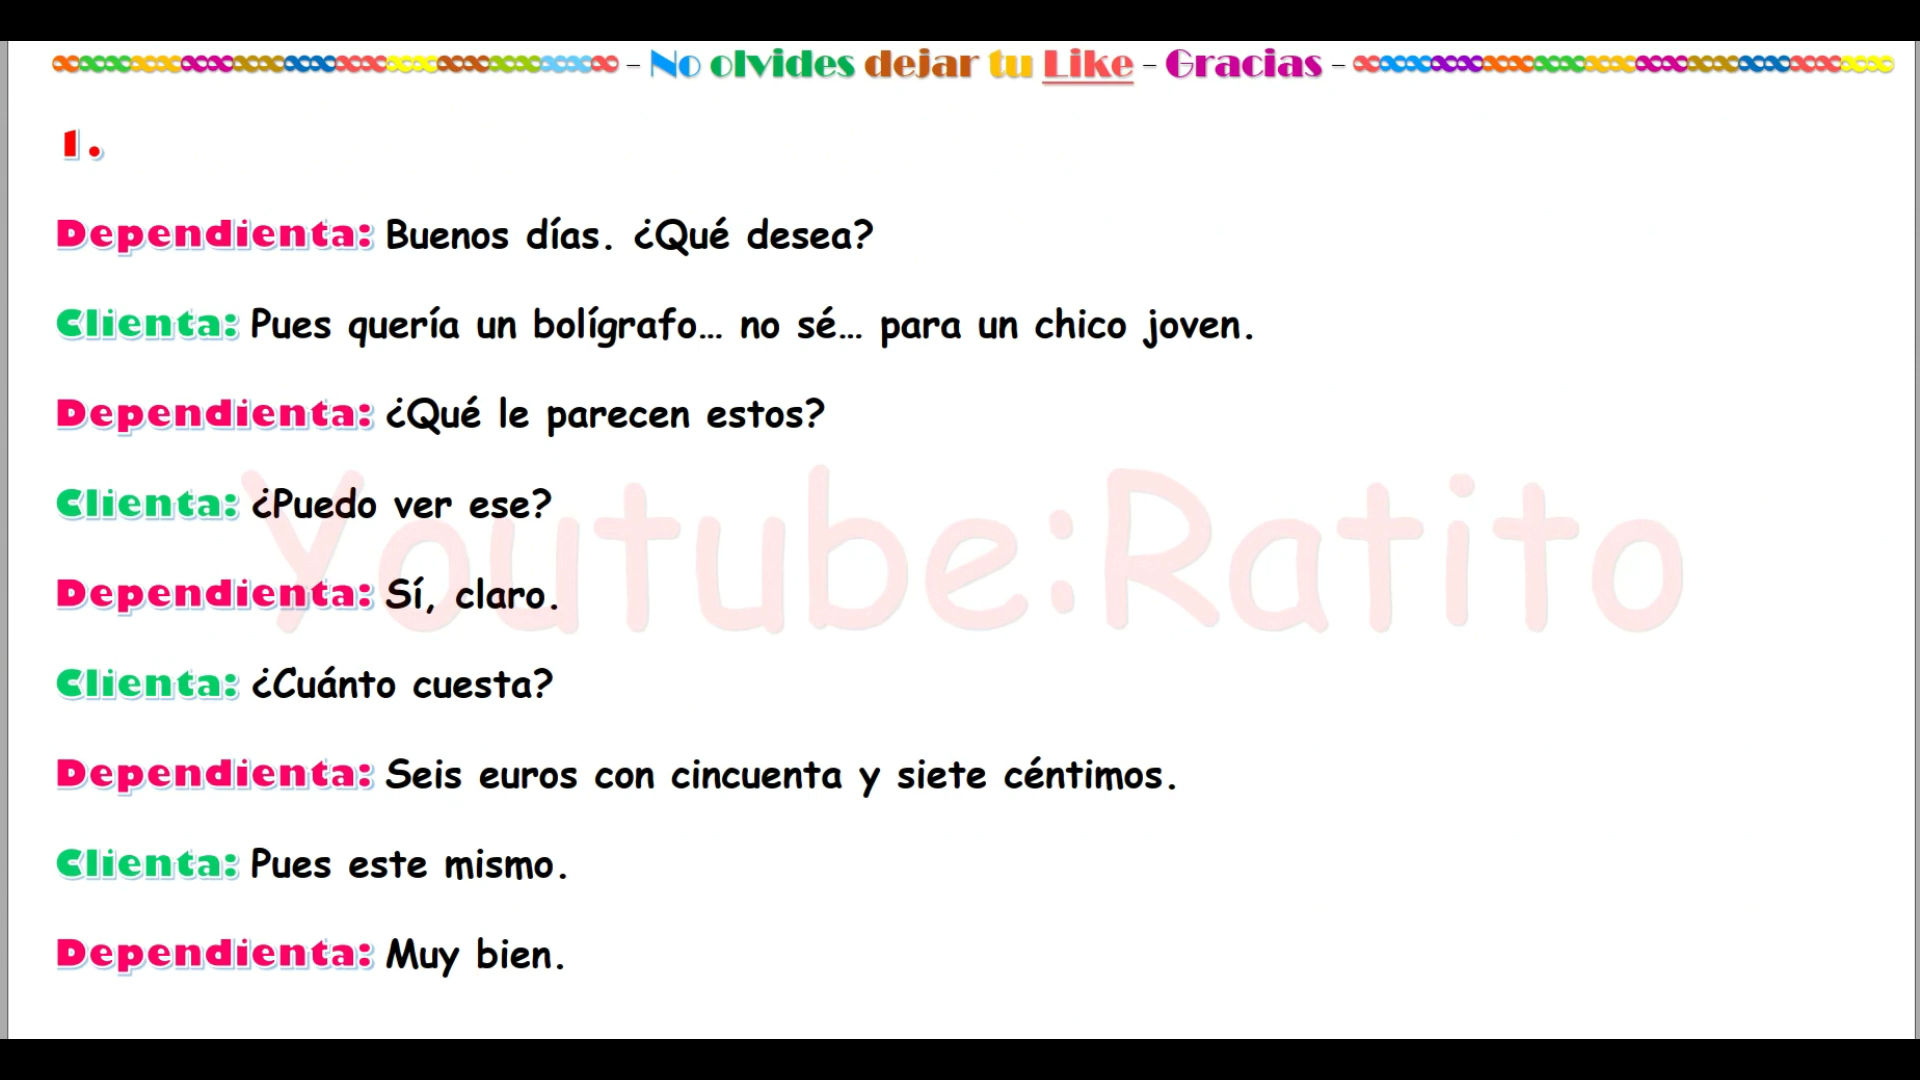 - No olvides dejar tu Like - Gracias -
1.
Dependienta: Buenos días. ¿Qué desea?
Clienta: Pues quería un bolígrafo... no sé... para un chico joven.
Dependienta: ¿Qué le parecen estos?
Clienta: ¿Puedo ver ese?
Youtube:Ratito
Dependienta: Sí, claro.
Clienta: ¿Cuánto cuesta?
Dependienta: Seis euros con cincuenta y siete céntimos.
Clienta: Pues este mismo.
Dependienta: Muy bien.